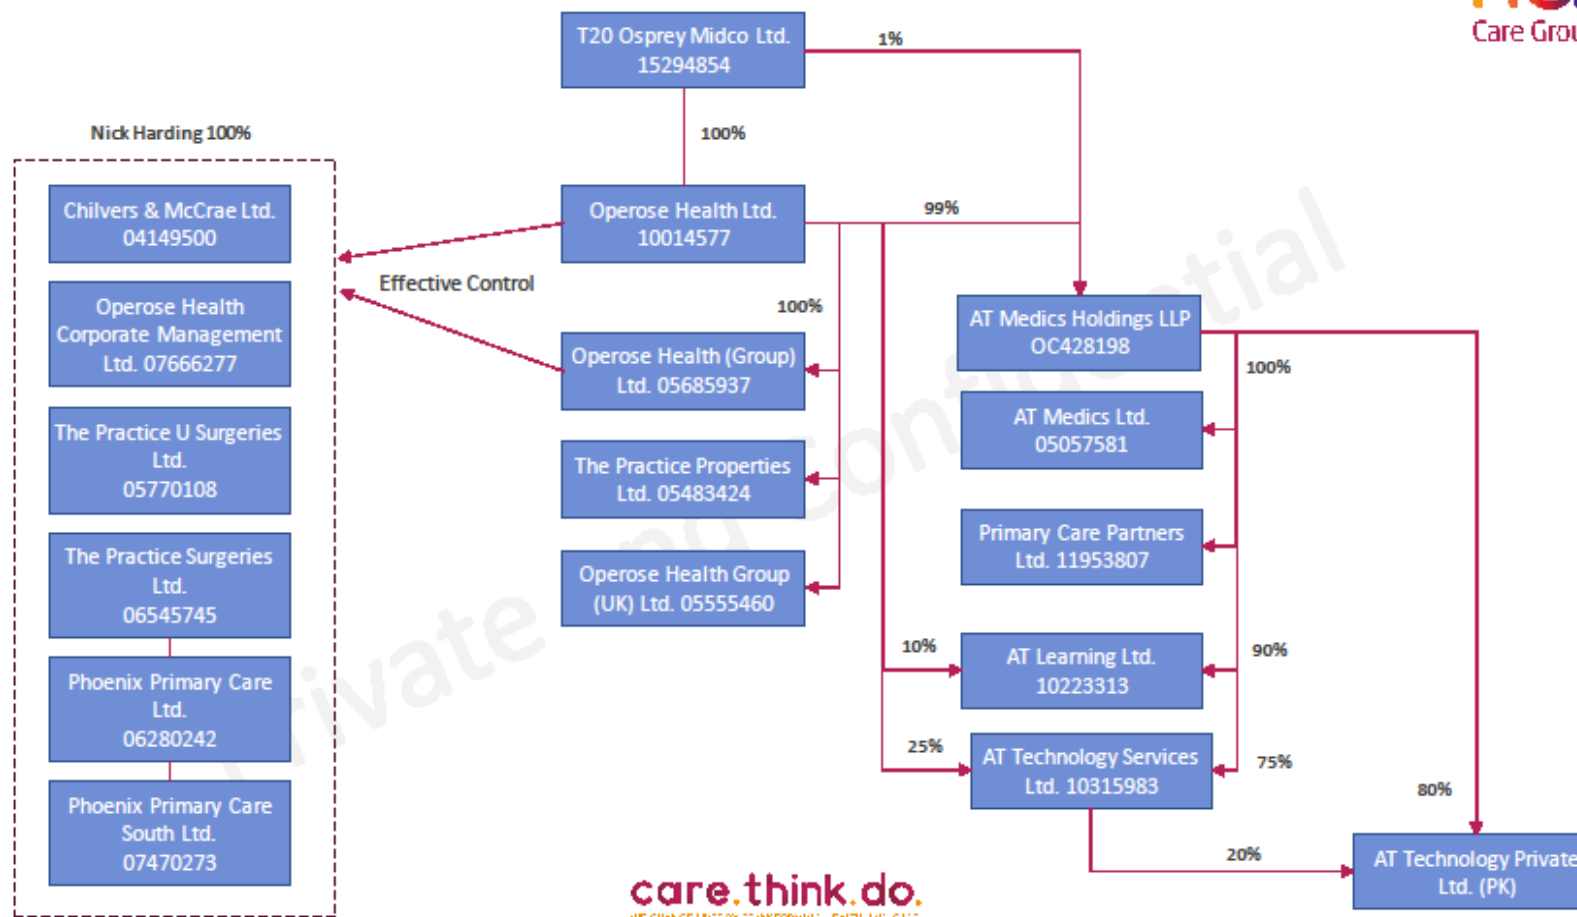 T20 Osprey Midco Ltd.
15294854
1%
Care Grou
Nick Harding 100%
100%
Chilvers & McCrae Ltd.
04149500
Operose Health Ltd.
10014577
99%
Operose Health
Corporate Management
Ltd. 07666277
Effective Control
100%
AT Medics Holdings LLP
OC428198
Operose Health (Group)
Ltd. 05685937
100%
The Practice U Surgeries
Ltd.
05770108
AT Medics Ltd.
05057581
The Practice Properties
Ltd. 05483424
The Practice Surgeries
Ltd.
06545745
Primary Care Partners
Ltd. 11953807
Operose Health Group
(UK) Ltd. 05555460
10%
AT Learning Ltd.
10223313
90%
Phoenix Primary Care
Ltd.
06280242
25%
AT Technology Services
Ltd. 10315983
75%
Phoenix Primary Care
South Ltd.
07470273
80%
20%
AT Technology Private
Ltd. (PK)
care.think.do.
Private and Confidential